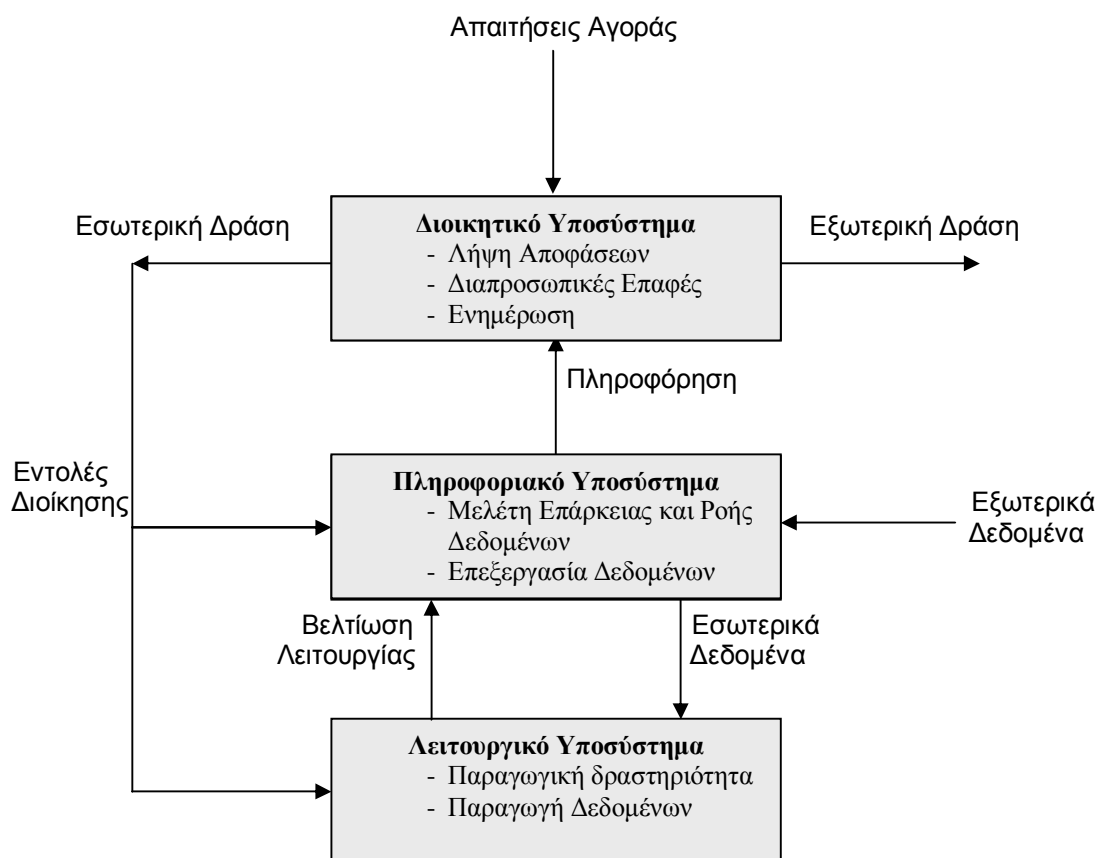 Απαιτήσεις Αγοράς
Εσωτερική Δράση
Διοικητικό Υποσύστημα
- Λήψη Αποφάσεων
- Διαπροσωπικές Επαφές
- Ενημέρωση
Εξωτερική Δράση
Πληροφόρηση
Εντολές
Διοίκησης
Πληροφοριακό Υποσύστημα
- Μελέτη Επάρκειας και Ροής
Δεδομένων
- Επεξεργασία Δεδομένων
Εξωτερικά
Δεδομένα
Βελτίωση
Λειτουργίας
Εσωτερικά
Δεδομένα
Λειτουργικό Υποσύστημα
- Παραγωγική δραστηριότητα
- Παραγωγή Δεδομένων